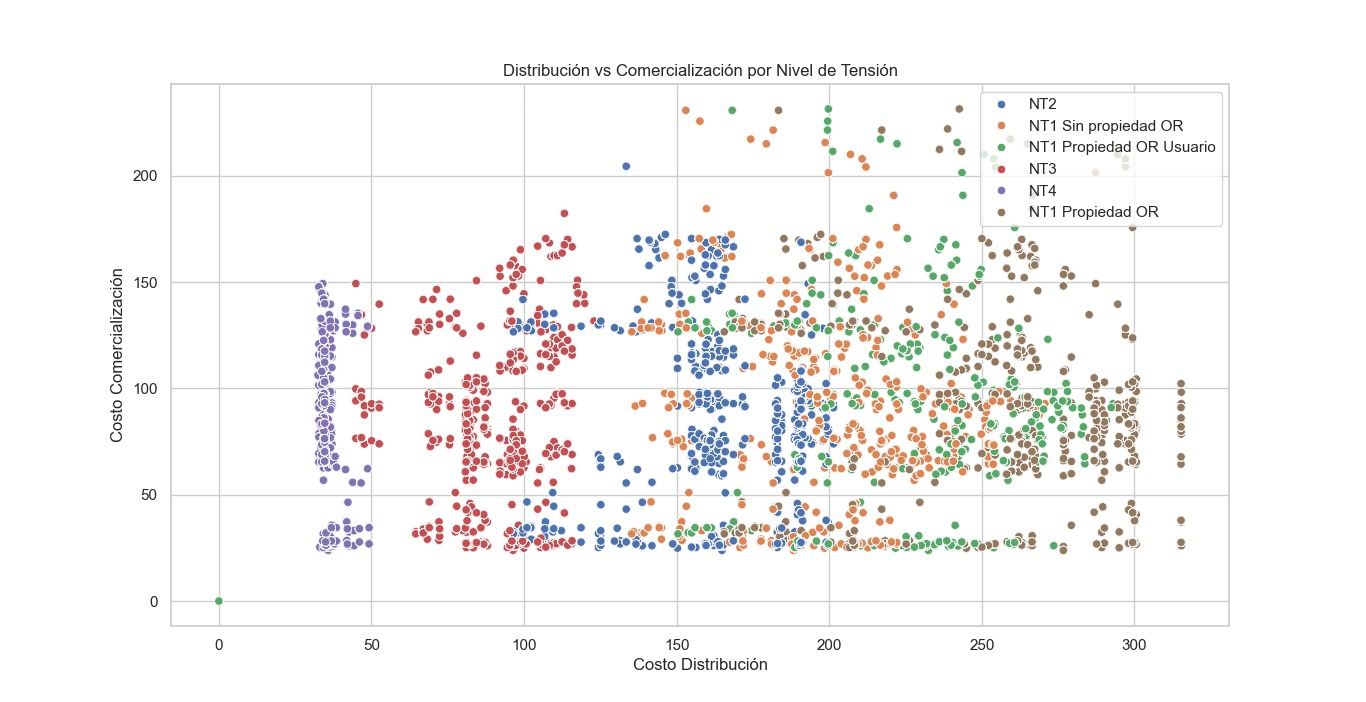 Distribución vs Comercialización por Nivel de Tensión
NT2
NT1 Sin propiedad OR
NT1 Propiedad OR Usuario
NT3
NT4
NT1 Propiedad OR
Costo Comercialización
200
150
100
50
0
0 50 100 150 200 250 300
Costo Distribución